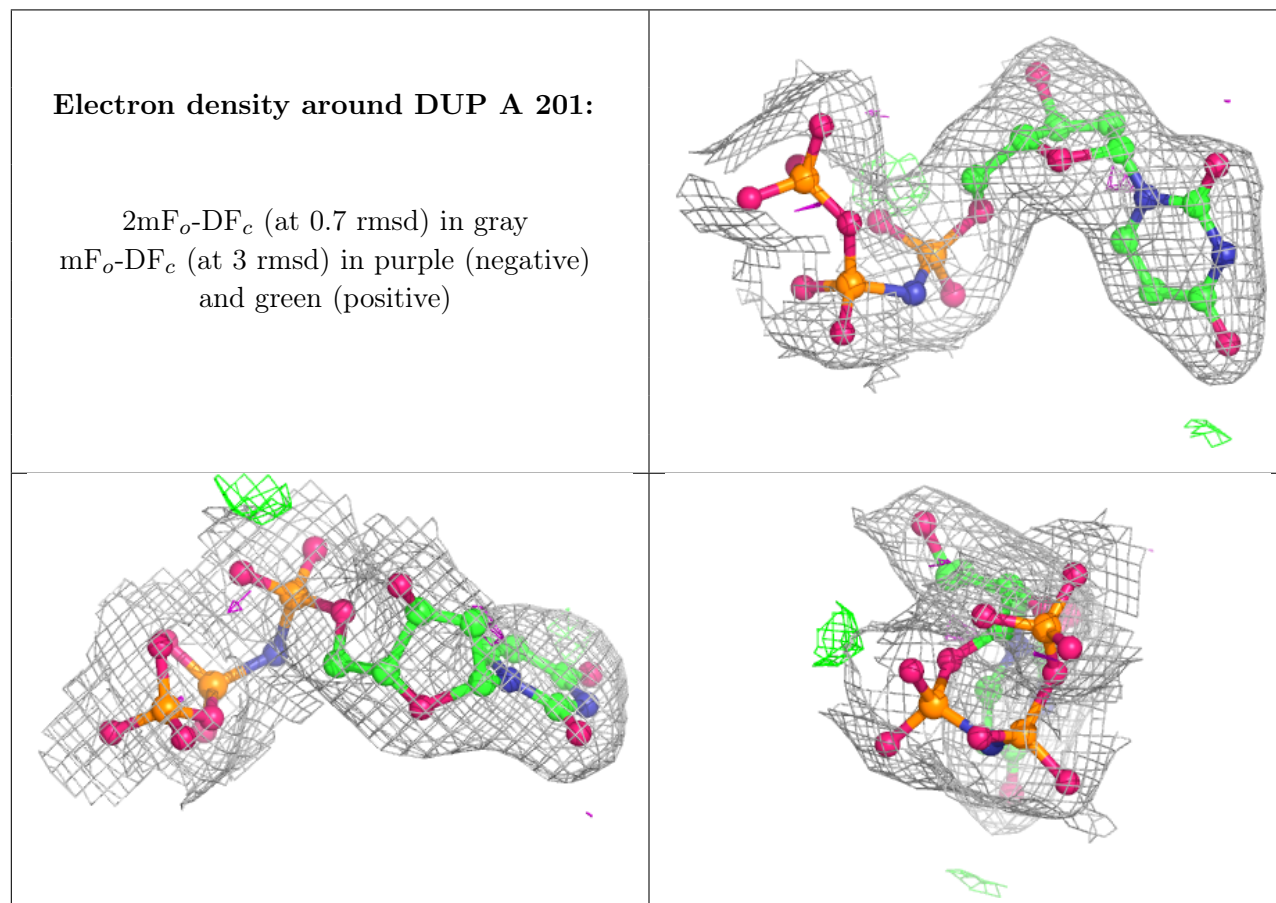 Electron density around DUP A 201:
2mFo-DFc (at 0.7 rmsd) in gray
mFo-DFc (at 3 rmsd) in purple (negative)
and green (positive)